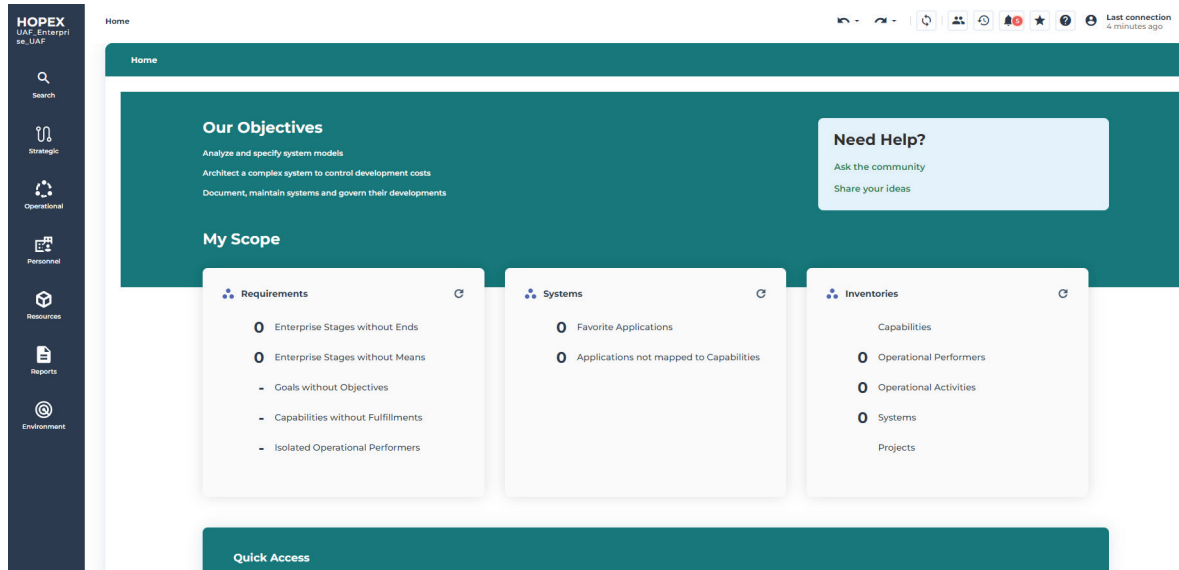 HOPEX
UAF_Enterpri
se_UAF
Search
Strategic
Operational
Personnel
Resources
Reports
Environment
Home
5
Last connection
4 minutes ago
Home
Our Objectives
Analyze and specify system models
Architect a complex system to control development costs
Document, maintain systems and govern their developments
Need Help?
Ask the community
Share your ideas
My Scope
Requirements
0 Enterprise Stages without Ends
0 Enterprise Stages without Means
- Goals without Objectives
- Capabilities without Fulfillments
- Isolated Operational Performers
Systems
0 Favorite Applications
0 Applications not mapped to Capabilities
Inventories
Capabilities
0 Operational Performers
0 Operational Activities
0 Systems
Projects
Quick Access